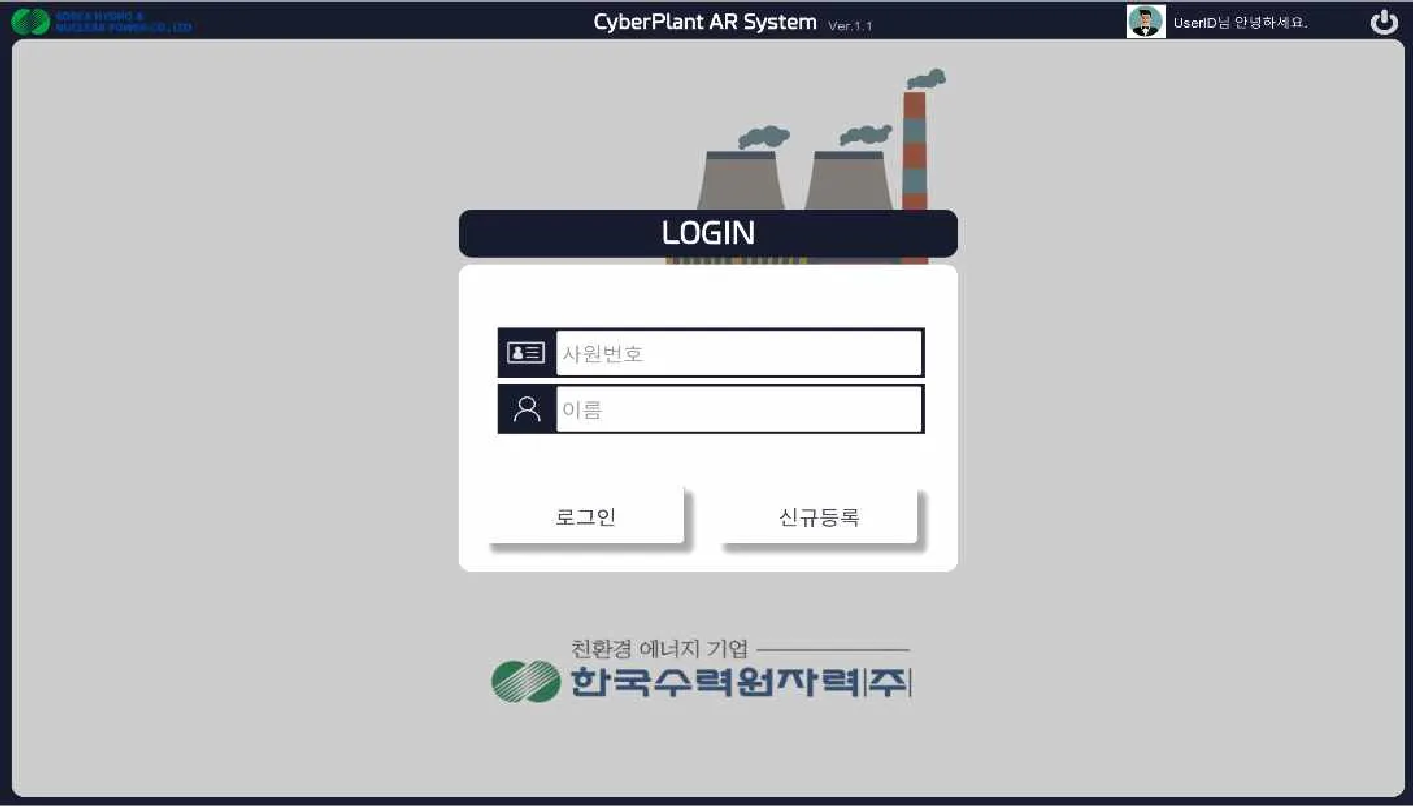 KOREA HYDRO &
NUCLEAR POWER CO., LTD
CyberPlant AR System Ver.1.1
UserID님 안녕하세요.
LOGIN
사원번호
이름
로그인 신규등록
친환경 에너지 기업
한국수력원자력(주)